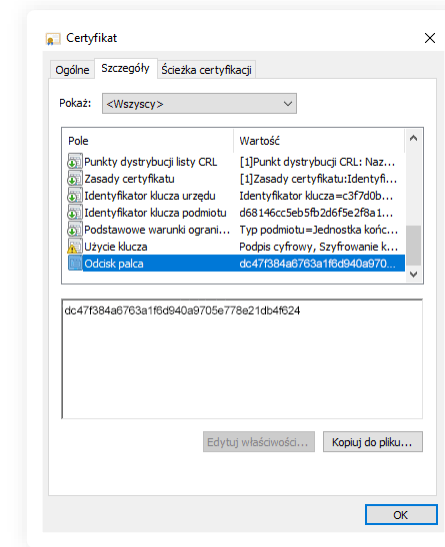 Certyfikat
Ogólne Szczegóły Ścieżka certyfikacji
Pokaż: <Wszyscy>
Pole Wartość
Punkty dystrybucji listy CRL [1]Punkt dystrybucji CRL: Naz...
Zasady certyfikatu [1]Zasady certyfikatu:Identyfi...
Identyfikator klucza urzędu Identyfikator klucza=c3f7d0b...
Identyfikator klucza podmiotu d68146cc5eb5fb2d6f5e2f8a1...
Podstawowe warunki ograni... Typ podmiotu=Jednostka końc...
Użycie klucza Podpis cyfrowy, Szyfrowanie k...
Odcisk palca dc47f384a6763a1f6d940a970...
dc47f384a6763a1f6d940a9705e778e21db4f624
Edytuj właściwości... Kopiuj do pliku...
OK